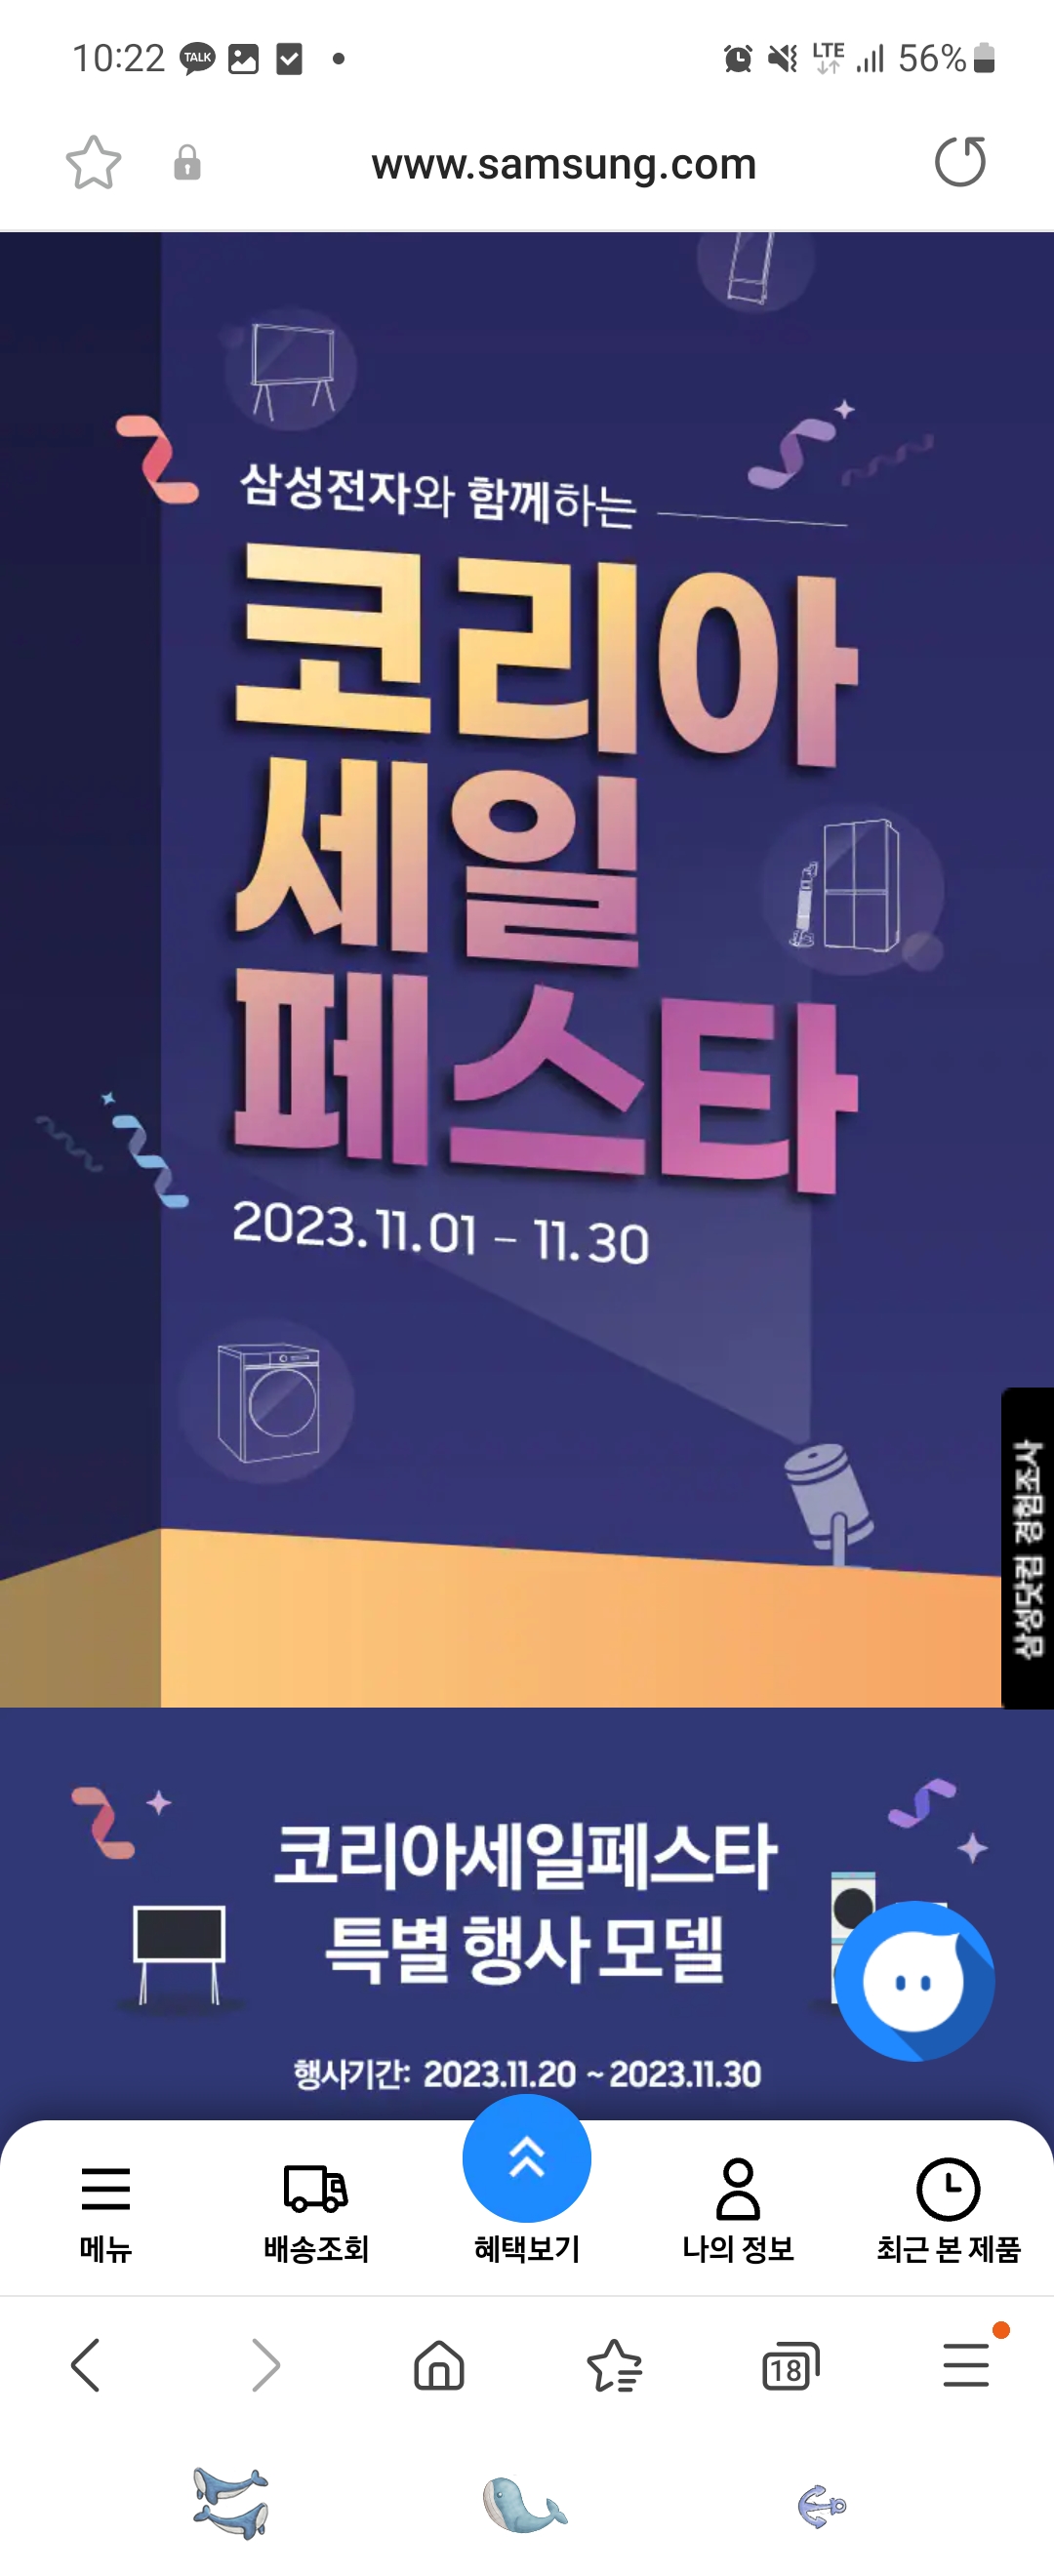 10:22 TALK LTE 56%
www.samsung.com
삼성전자와 함께하는
코리아
세일
페스타
2023.11.01 - 11.30
삼성닷컴 경험조사
코리아세일페스타
특별 행사 모델
행사기간: 2023.11.20 ~ 2023.11.30
메뉴 배송조회 혜택보기 나의 정보 최근 본 제품
18